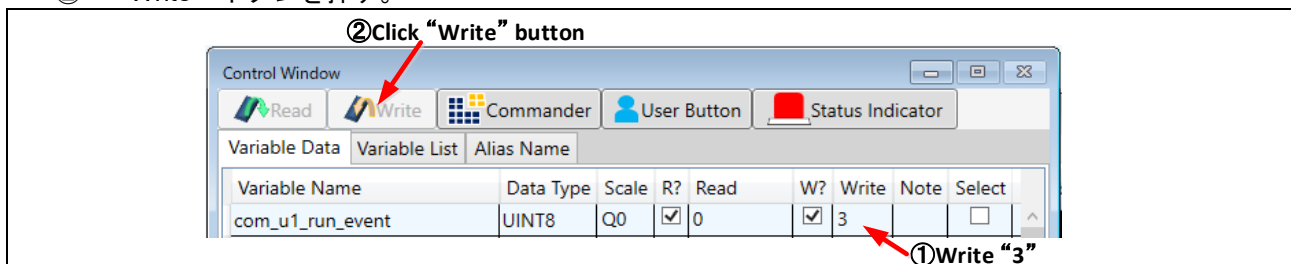 ②Click “Write” button
Control Window
Read Write Commander User Button Status Indicator
Variable Data Variable List Alias Name
Variable Name Data Type Scale R? Read W? Write Note Select
com_u1_run_event UINT8 Q0 0 3
①Write “3”